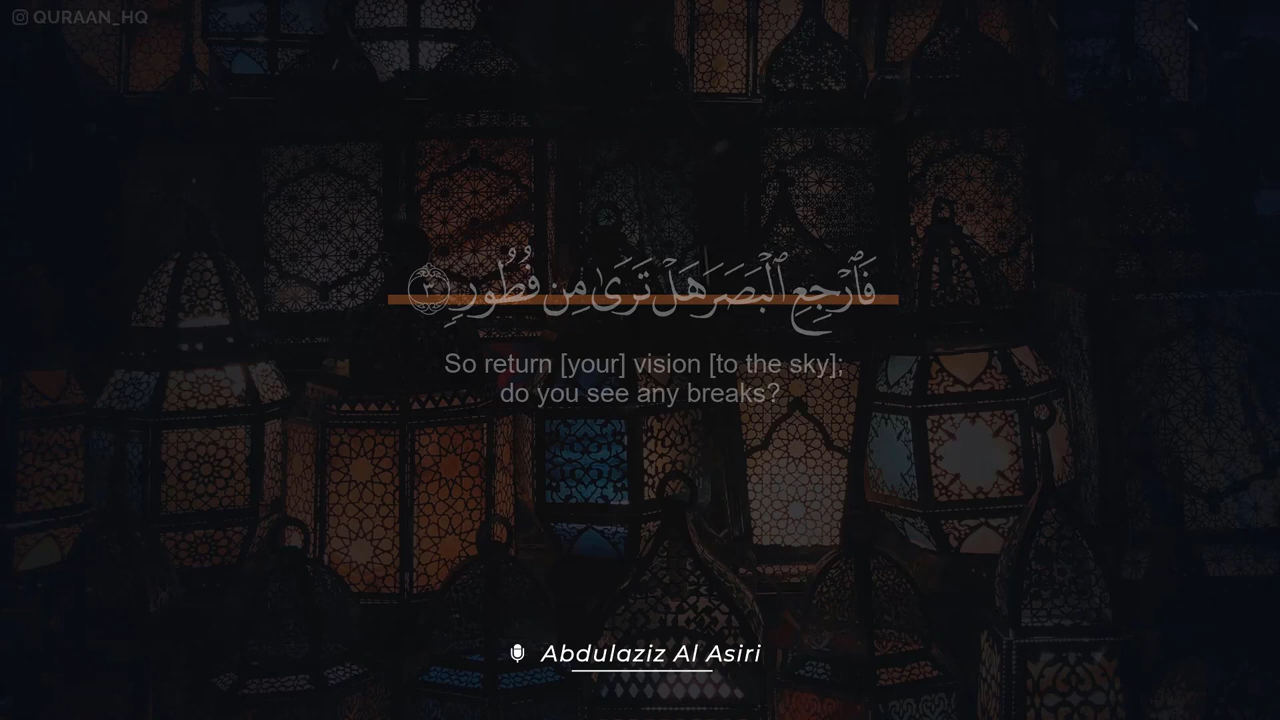 QURAAN_HQ
فَٱرْجِعِ ٱلْبَصَرَ هَلْ تَرَىٰ مِن فُطُورٍ ٣
So return [your] vision [to the sky];
do you see any breaks?
Abdulaziz Al Asiri